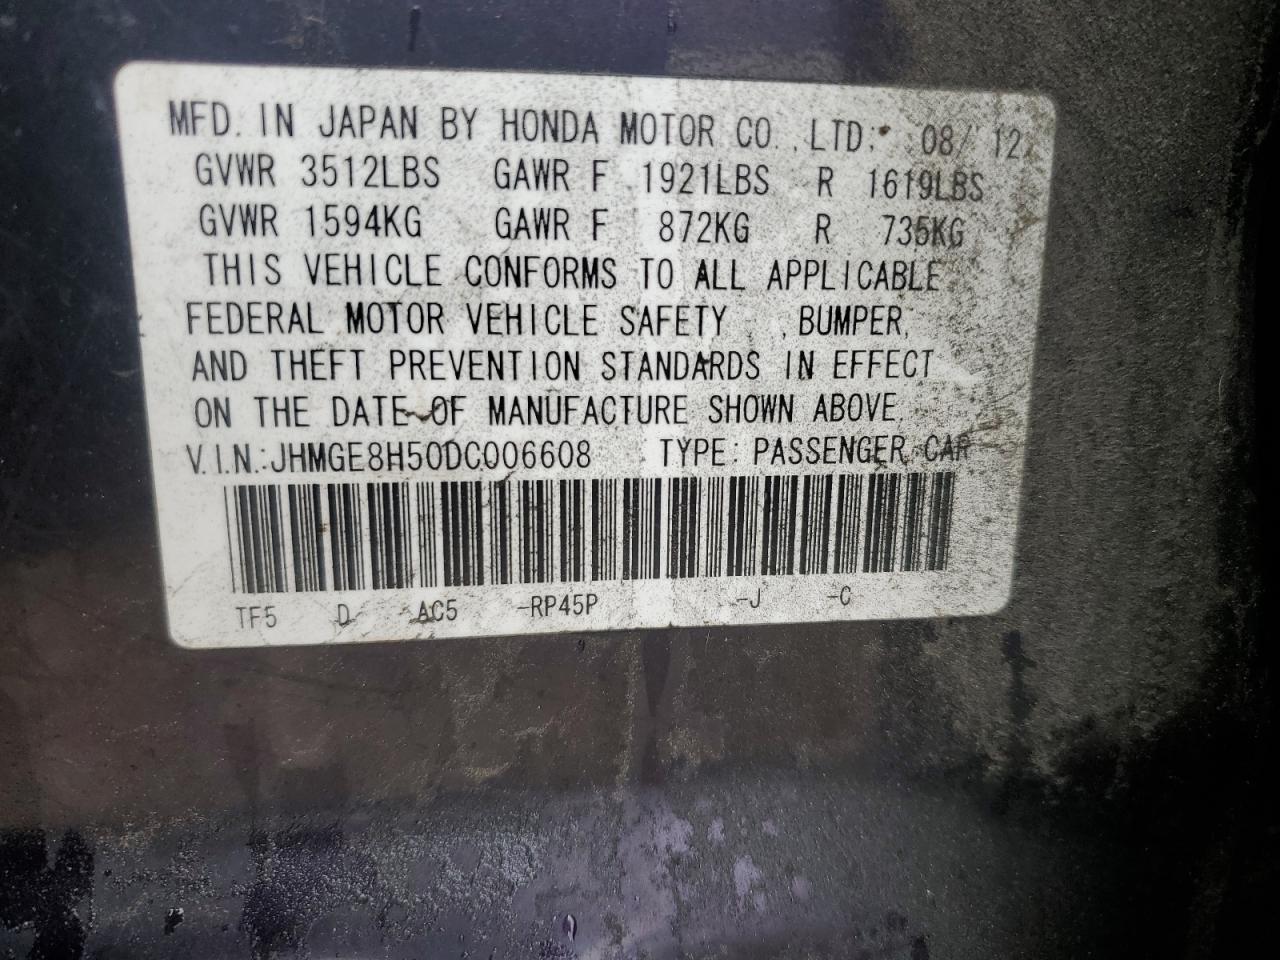 MFD. IN JAPAN BY HONDA MOTOR CO.,LTD. 08/12
GVWR 3512LBS GAWR F 1921LBS R 1619LBS
GVWR 1594KG GAWR F 872KG R 735KG
THIS VEHICLE CONFORMS TO ALL APPLICABLE
FEDERAL MOTOR VEHICLE SAFETY , BUMPER,
AND THEFT PREVENTION STANDARDS IN EFFECT
ON THE DATE OF MANUFACTURE SHOWN ABOVE.
V.I.N.:JHMGE8H50DC006608 TYPE:PASSENGER CAR
TF5 D AC5 -RP45P -J -C